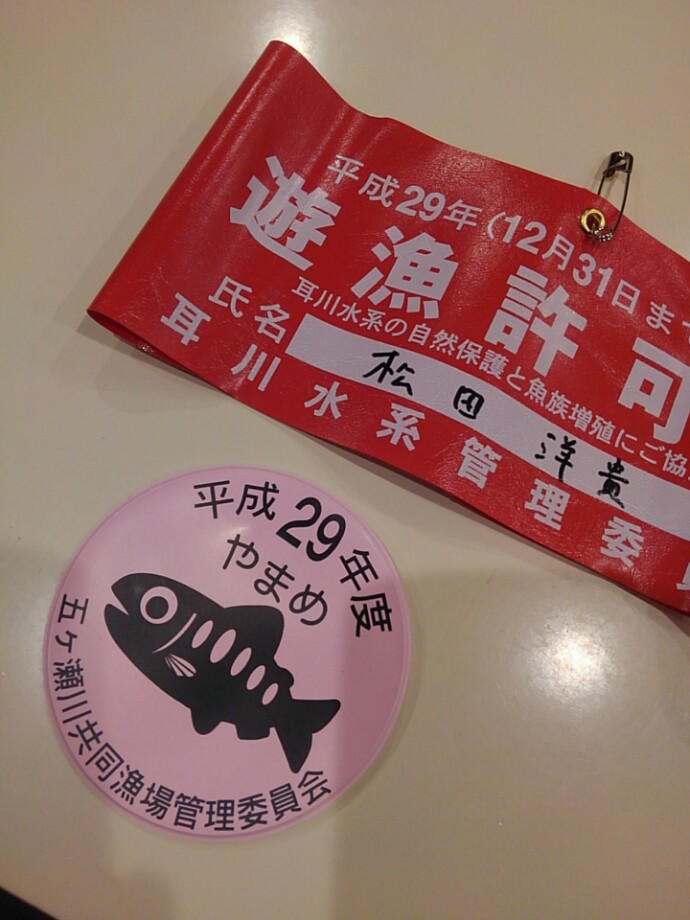 平成29年(12月31日まで
遊漁許可
耳川水系の自然保護と魚族増殖にご協
氏名 松田 洋貴
耳川水系管理委員
平成29年度
やまめ
五ヶ瀬川共同漁場管理委員会